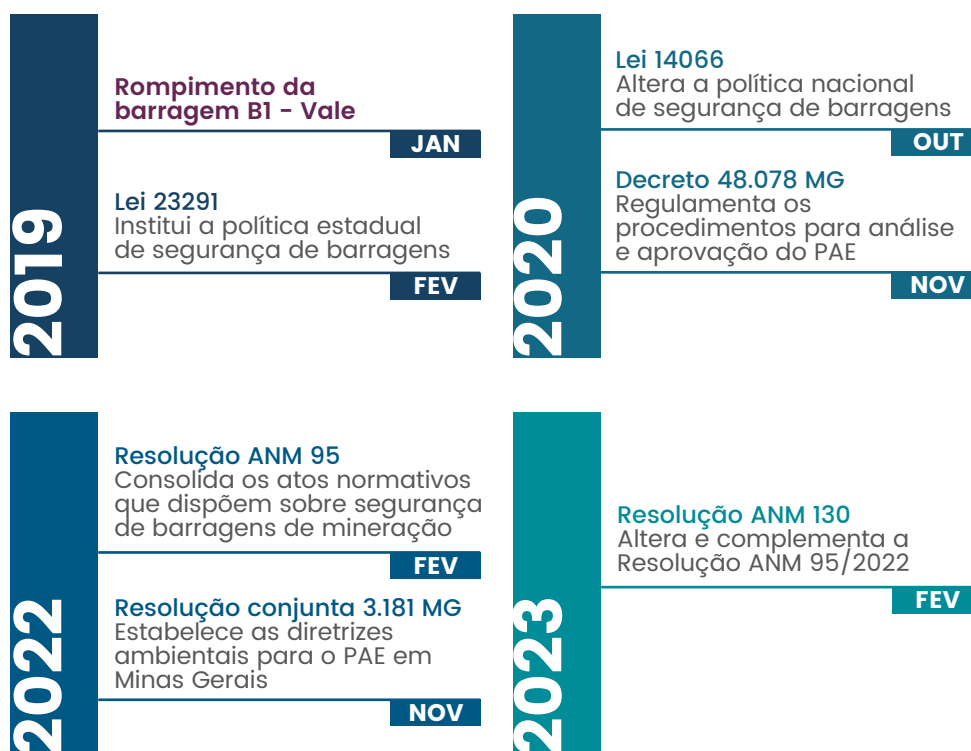 2019
Rompimento da
barragem B1 - Vale
JAN
Lei 23291
Institui a política estadual
de segurança de barragens
FEV
2020
Lei 14066
Altera a política nacional
de segurança de barragens
OUT
Decreto 48.078 MG
Regulamenta os
procedimentos para análise
e aprovação do PAE
NOV
2022
Resolução ANM 95
Consolida os atos normativos
que dispõem sobre segurança
de barragens de mineração
FEV
Resolução conjunta 3.181 MG
Estabelece as diretrizes
ambientais para o PAE em
Minas Gerais
NOV
2023
Resolução ANM 130
Altera e complementa a
Resolução ANM 95/2022
FEV